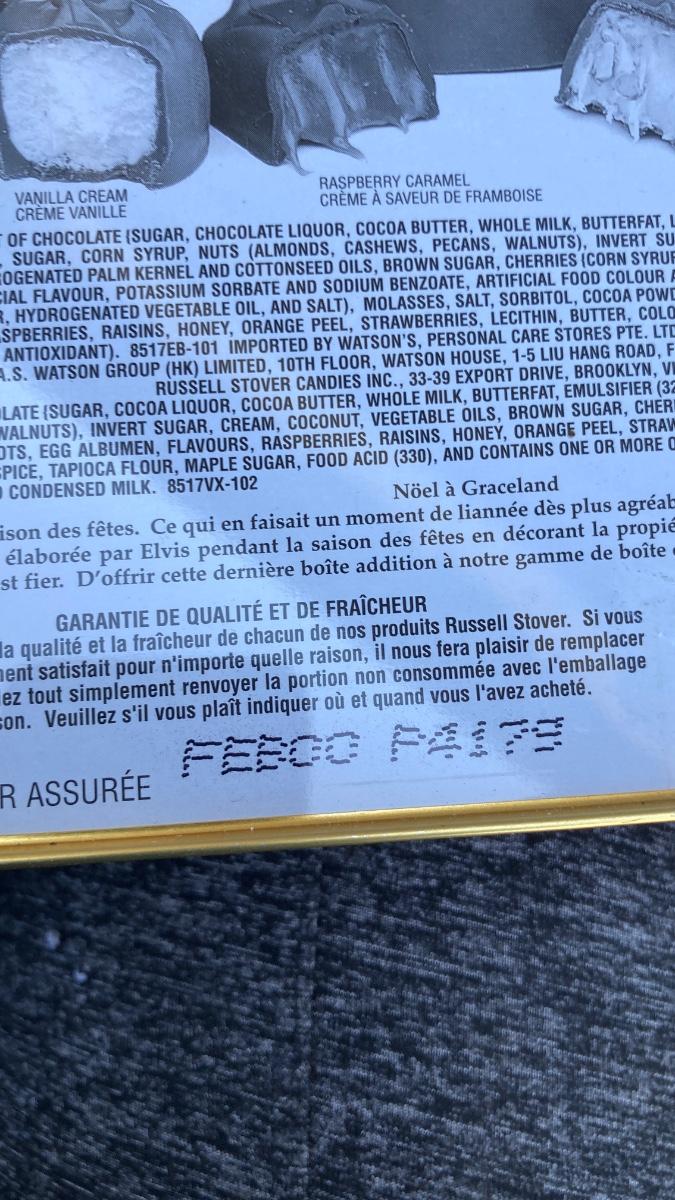 VANILLA CREAM
CRÈME VANILLE
RASPBERRY CARAMEL
CRÈME À SAVEUR DE FRAMBOISE
OF CHOCOLATE (SUGAR, CHOCOLATE LIQUOR, COCOA BUTTER, WHOLE MILK, BUTTERFAT,
SUGAR, CORN SYRUP, NUTS (ALMONDS, CASHEWS, PECANS, WALNUTS), INVERT
OGENATED PALM KERNEL AND COTTONSEED OILS, BROWN SUGAR, CHERRIES (CORN SYRUP
IAL FLAVOUR, POTASSIUM SORBATE AND SODIUM BENZOATE, ARTIFICIAL FOOD COLOUR
R, HYDROGENATED VEGETABLE OIL, AND SALT), MOLASSES, SALT, SORBITOL, COCOA POWD
SPBERRIES, RAISINS, HONEY, ORANGE PEEL, STRAWBERRIES, LECITHIN, BUTTER, COLO
ANTIOXIDANT). 8517EB-101 IMPORTED BY WATSON'S, PERSONAL CARE STORES PTE. LTD
A.S. WATSON GROUP (HK) LIMITED, 10TH FLOOR, WATSON HOUSE, 1-5 LIU HANG ROAD, F
RUSSELL STOVER CANDIES INC., 33-39 EXPORT DRIVE, BROOKLYN, VI
OLATE (SUGAR, COCOA LIQUOR, COCOA BUTTER, WHOLE MILK, BUTTERFAT, EMULSIFIER (32
WALNUTS), INVERT SUGAR, CREAM, COCONUT, VEGETABLE OILS, BROWN SUGAR, CHER
OTS, EGG ALBUMEN, FLAVOURS, RASPBERRIES, RAISINS, HONEY, ORANGE PEEL, STRAW
SPICE, TAPIOCA FLOUR, MAPLE SUGAR, FOOD ACID (330), AND CONTAINS ONE OR MORE O
CONDENSED MILK. 8517VX-102
Nöel à Graceland
ison des fêtes. Ce qui en faisait un moment de liannée dès plus agréab
élaborée par Elvis pendant la saison des fêtes en décorant la propié
st fier. D'offrir cette dernière boîte addition à notre gamme de boîte
GARANTIE DE QUALITÉ ET DE FRAÎCHEUR
la qualité et la fraîcheur de chacun de nos produits Russell Stover. Si vous
ment satisfait pour n'importe quelle raison, il nous fera plaisir de remplacer
ez tout simplement renvoyer la portion non consommée avec l'emballage
son. Veuillez s'il vous plaît indiquer où et quand vous l'avez acheté.
R ASSURÉE
FEB00 P4179